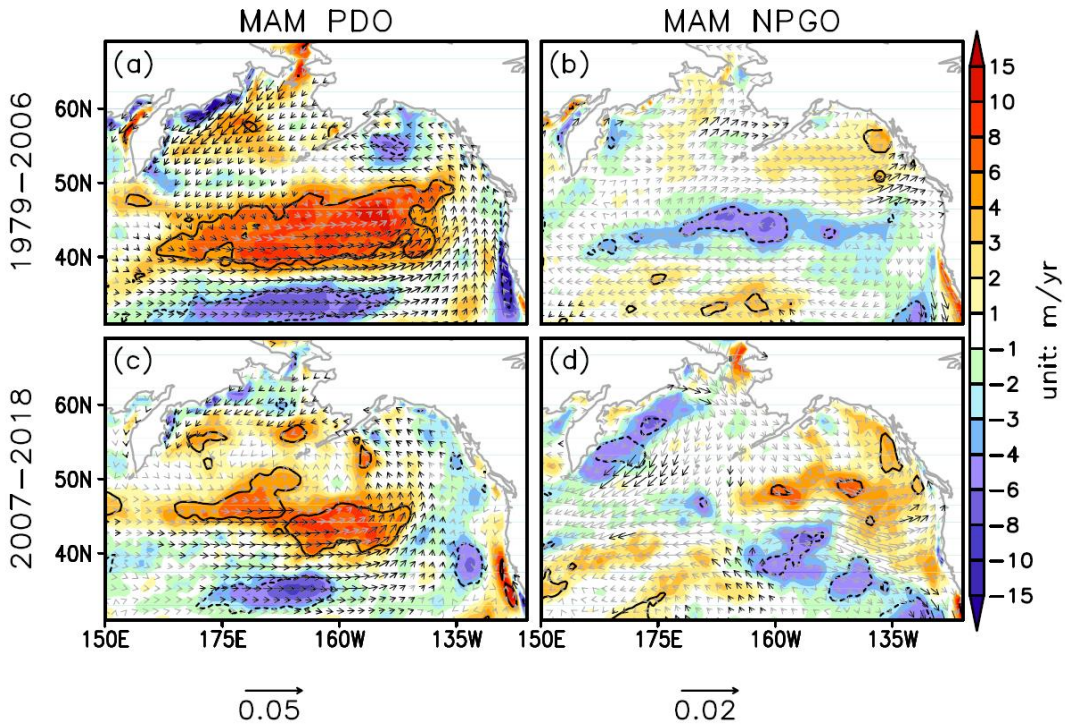 MAM PDO
MAM NPGO
1979−2006
(a)
60N
50N
40N
(b)
2007−2018
(c)
60N
50N
40N
150E 175E 160W 135W
(d)
150E 175E 160W 135W
15
10
8
6
4
3
2
1
−1
−2
−3
−4
−6
−8
−10
−15
unit: m/yr
0.05
0.02